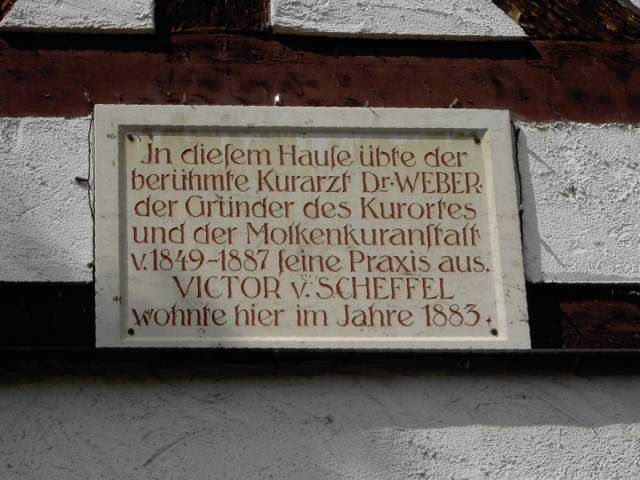 In dieſem Hauſe übte der
berühmte Kurarzt Dr. WEBER,
der Gründer des Kurortes
und der Molkenkuranſtalt
v. 1849-1887 ſeine Praxis aus.
VICTOR v. SCHEFFEL
wohnte hier im Jahre 1883.